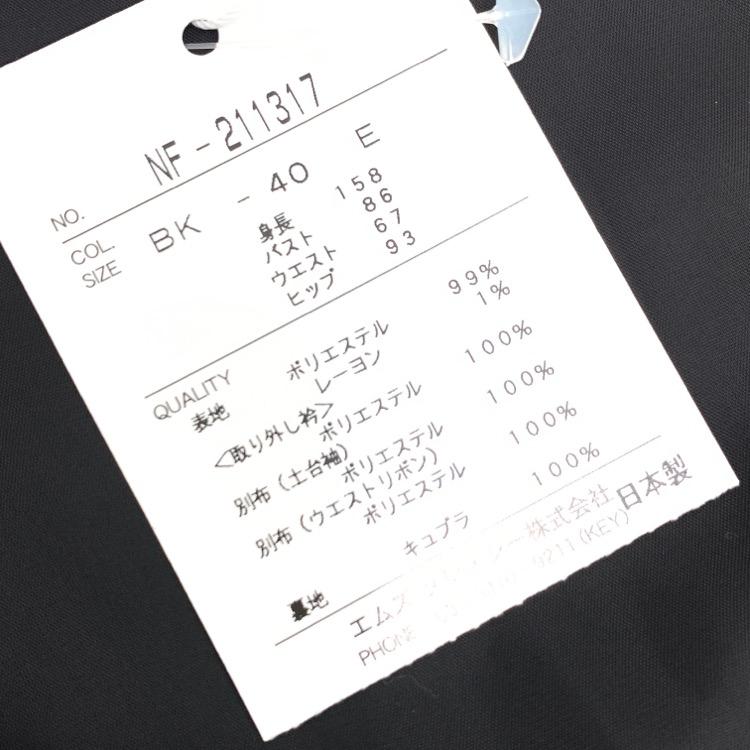 NO. NF-211317
COL. BK - 40 E
SIZE 身長 158
バスト 86
ウエスト 67
ヒップ 93
QUALITY
表地 ポリエステル 99%
レーヨン 1%
<取り外し衿>
ポリエステル 100%
別布(土台袖)
ポリエステル 100%
別布(ウエストリボン)
ポリエステル 100%
裏地 キュプラ 100%
エムズ 株式会社 日本製
PHONE 9211(KEY)